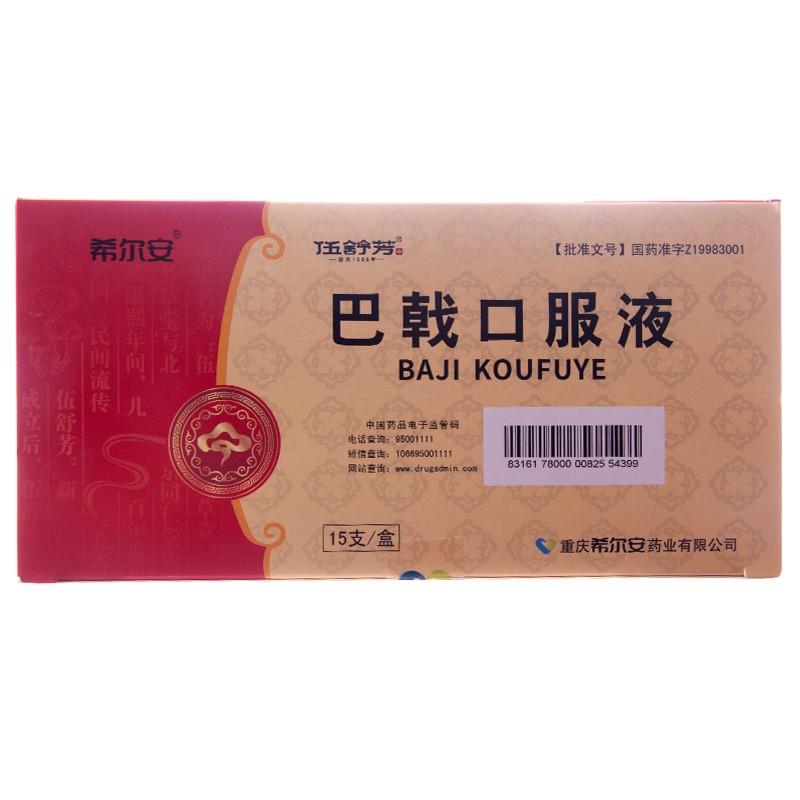 希尔安®
伍舒芳®
【批准文号】国药准字Z19983001
巴戟口服液
BAJI KOUFUYE
中国药品电子监管码
电话查询：95001111
短信查询：106695001111
网站查询：www.drugadmin.com
83161 78000 00825 54399
15支/盒
重庆希尔安药业有限公司
民间流传
伍舒芳
成立后